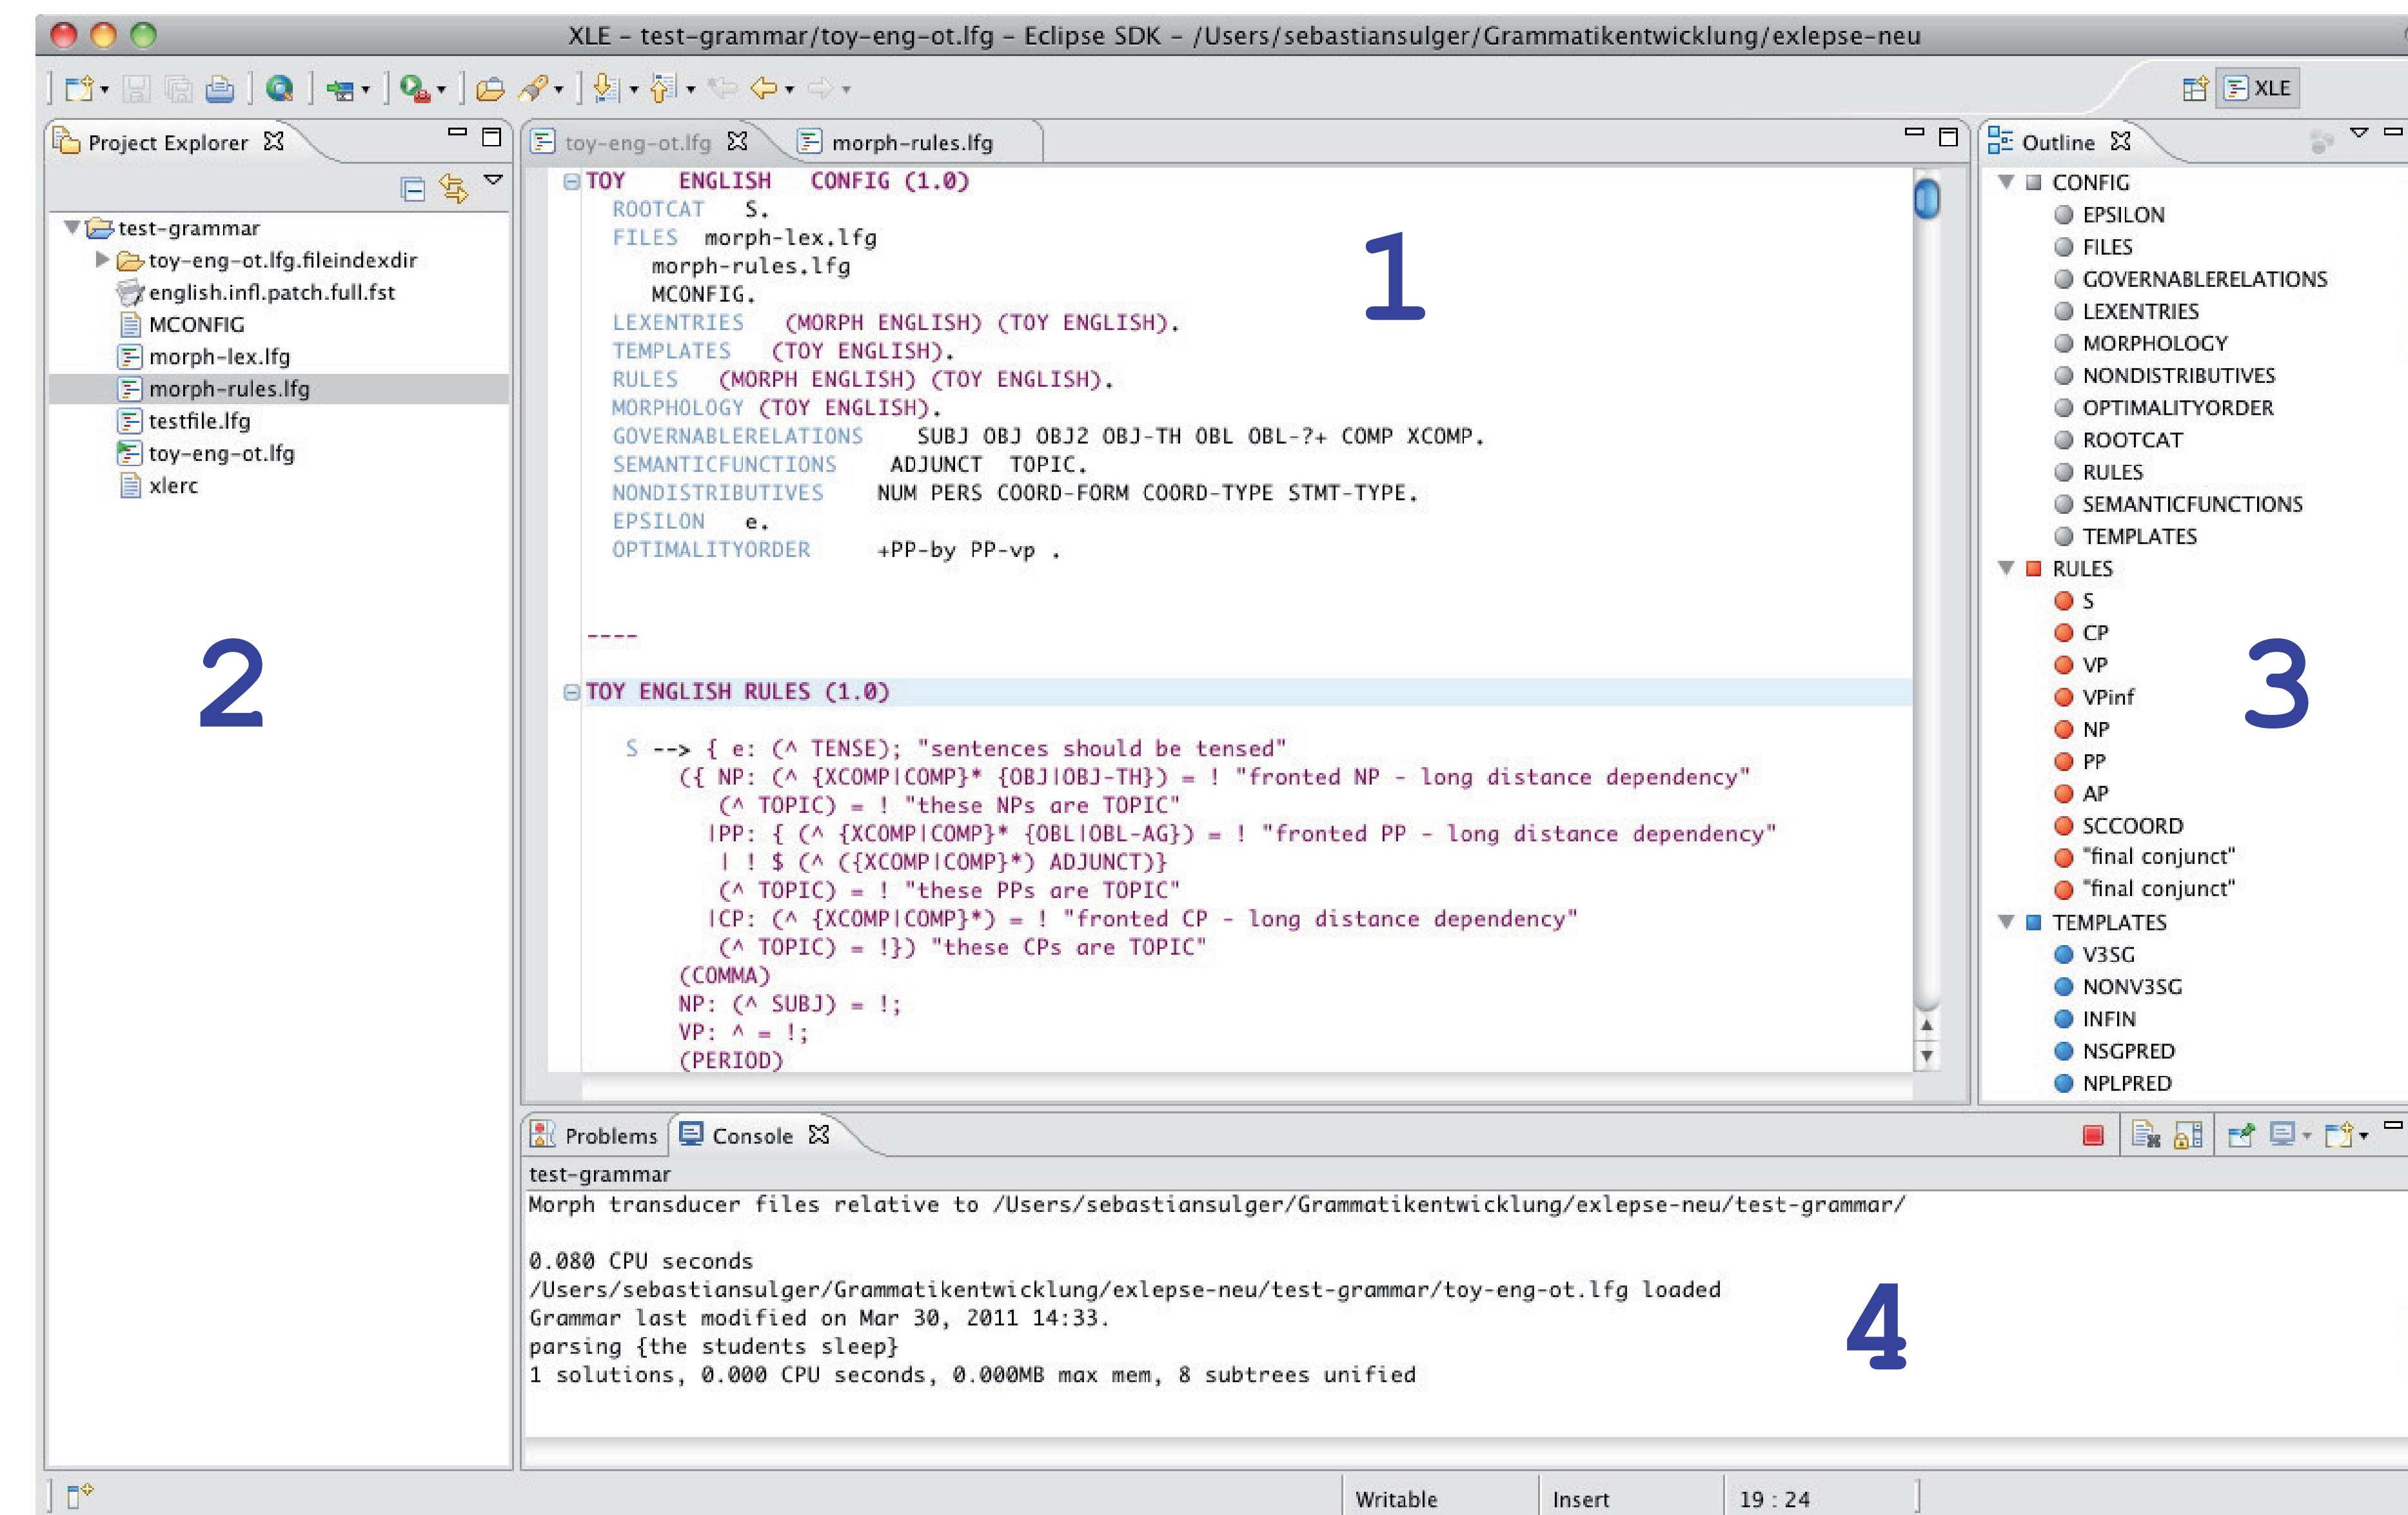 XLE – test-grammar/toy-eng-ot.lfg – Eclipse SDK – /Users/sebastiansulger/Grammatikentwicklung/exlepse-neu
XLE
Project Explorer
test-grammar
toy-eng-ot.lfg.fileindexdir
english.infl.patch.full.fst
MCONFIG
morph-lex.lfg
morph-rules.lfg
testfile.lfg
toy-eng-ot.lfg
xlerc
2
toy-eng-ot.lfg
morph-rules.lfg
TOY    ENGLISH   CONFIG (1.0)
ROOTCAT   S.
FILES  morph-lex.lfg
morph-rules.lfg
MCONFIG.
LEXENTRIES   (MORPH ENGLISH) (TOY ENGLISH).
TEMPLATES   (TOY ENGLISH).
RULES   (MORPH ENGLISH) (TOY ENGLISH).
MORPHOLOGY (TOY ENGLISH).
GOVERNABLERELATIONS    SUBJ OBJ OBJ2 OBJ-TH OBL OBL-?+ COMP XCOMP.
SEMANTICFUNCTIONS    ADJUNCT  TOPIC.
NONDISTRIBUTIVES    NUM PERS COORD-FORM COORD-TYPE STMT-TYPE.
EPSILON   e.
OPTIMALITYORDER     +PP-by PP-vp .
----
TOY ENGLISH RULES (1.0)
S --> { e: (^ TENSE); "sentences should be tensed"
({ NP: (^ {XCOMP|COMP}* {OBJ|OBJ-TH}) = ! "fronted NP - long distance dependency"
(^ TOPIC) = ! "these NPs are TOPIC"
|PP: { (^ {XCOMP|COMP}* {OBL|OBL-AG}) = ! "fronted PP - long distance dependency"
| ! $ (^ ({XCOMP|COMP}*) ADJUNCT)}
(^ TOPIC) = ! "these PPs are TOPIC"
|CP: (^ {XCOMP|COMP}*) = ! "fronted CP - long distance dependency"
(^ TOPIC) = !}) "these CPs are TOPIC"
(COMMA)
NP: (^ SUBJ) = !;
VP: ^ = !;
(PERIOD)
1
Outline
CONFIG
EPSILON
FILES
GOVERNABLERELATIONS
LEXENTRIES
MORPHOLOGY
NONDISTRIBUTIVES
OPTIMALITYORDER
ROOTCAT
RULES
SEMANTICFUNCTIONS
TEMPLATES
RULES
S
CP
VP
VPinf
NP
PP
AP
SCCOORD
"final conjunct"
"final conjunct"
TEMPLATES
V3SG
NONV3SG
INFIN
NSGPRED
NPLPRED
3
Problems
Console
test-grammar
Morph transducer files relative to /Users/sebastiansulger/Grammatikentwicklung/exlepse-neu/test-grammar/
0.080 CPU seconds
/Users/sebastiansulger/Grammatikentwicklung/exlepse-neu/test-grammar/toy-eng-ot.lfg loaded
Grammar last modified on Mar 30, 2011 14:33.
parsing {the students sleep}
1 solutions, 0.000 CPU seconds, 0.000MB max mem, 8 subtrees unified
4
Writable
Insert
19 : 24